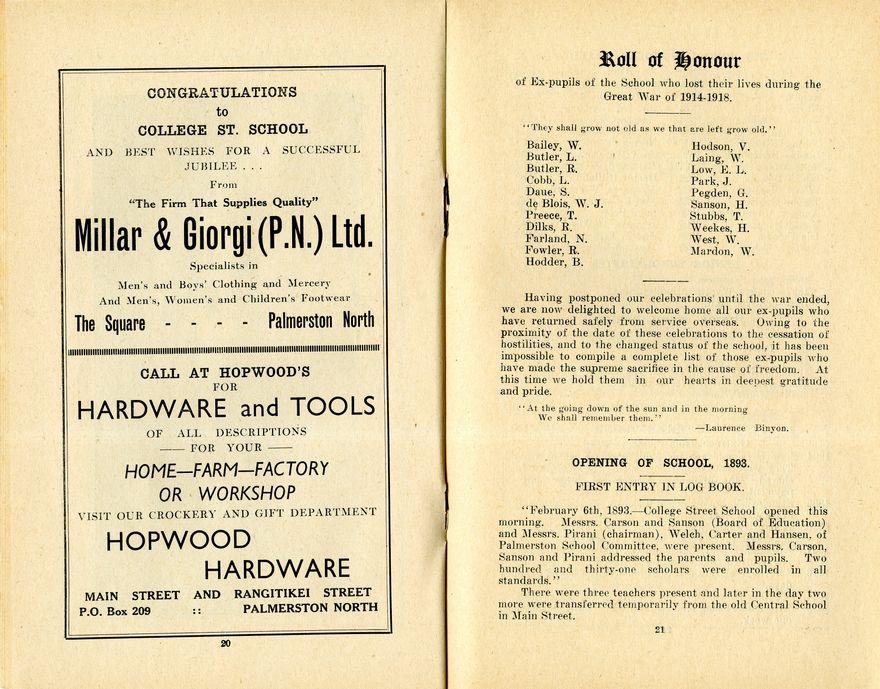 CONGRATULATIONS
to
COLLEGE ST. SCHOOL
AND BEST WISHES FOR A SUCCESSFUL
JUBILEE . . .
From
"The Firm That Supplies Quality"
Millar & Giorgi (P.N.) Ltd.
Specialists in
Men's and Boys' Clothing and Mercery
And Men's, Women's and Children's Footwear
The Square - - - - Palmerston North
CALL AT HOPWOOD'S
FOR
HARDWARE and TOOLS
OF ALL DESCRIPTIONS
—— FOR YOUR ——
HOME—FARM—FACTORY
OR WORKSHOP
VISIT OUR CROCKERY AND GIFT DEPARTMENT
HOPWOOD
HARDWARE
MAIN STREET AND RANGITIKEI STREET
P.O. Box 209 :: PALMERSTON NORTH
20
Roll of Honour
of Ex-pupils of the School who lost their lives during the
Great War of 1914-1918.
"They shall grow not old as we that are left grow old."
Bailey, W.
Butler, L.
Butler, R.
Cobb, L.
Daue, S.
de Blois, W. J.
Preece, T.
Dilks, R.
Farland, N.
Fowler, R.
Hodder, B.
Hodson, V.
Laing, W.
Low, E. L.
Park, J.
Pegden, G.
Sanson, H.
Stubbs, T.
Weekes, H.
West, W.
Mardon, W.
Having postponed our celebrations until the war ended,
we are now delighted to welcome home all our ex-pupils who
have returned safely from service overseas. Owing to the
proximity of the date of these celebrations to the cessation of
hostilities, and to the changed status of the school, it has been
impossible to compile a complete list of those ex-pupils who
have made the supreme sacrifice in the cause of freedom. At
this time we hold them in our hearts in deepest gratitude
and pride.
"At the going down of the sun and in the morning
We shall remember them."
—Laurence Binyon.
OPENING OF SCHOOL, 1893.
FIRST ENTRY IN LOG BOOK.
"February 6th, 1893.—College Street School opened this
morning. Messrs. Carson and Sanson (Board of Education)
and Messrs. Pirani (chairman), Welch, Carter and Hansen, of
Palmerston School Committee, were present. Messrs. Carson,
Sanson and Pirani addressed the parents and pupils. Two
hundred and thirty-one scholars were enrolled in all
standards."
There were three teachers present and later in the day two
more were transferred temporarily from the old Central School
in Main Street.
21